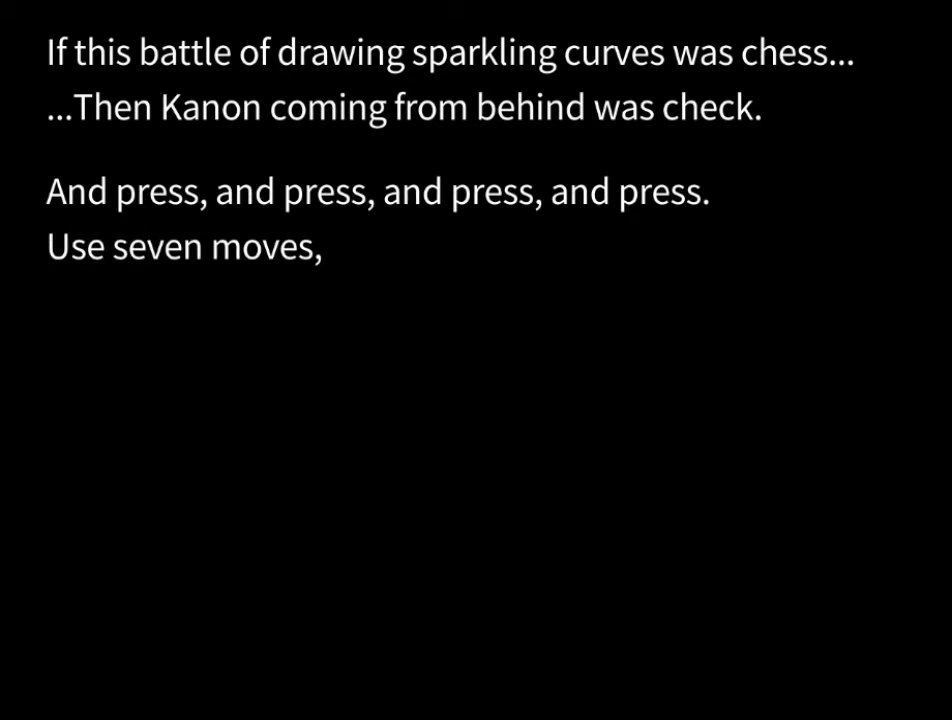 If this battle of drawing sparkling curves was chess...
...Then Kanon coming from behind was check.
And press, and press, and press, and press.
Use seven moves,